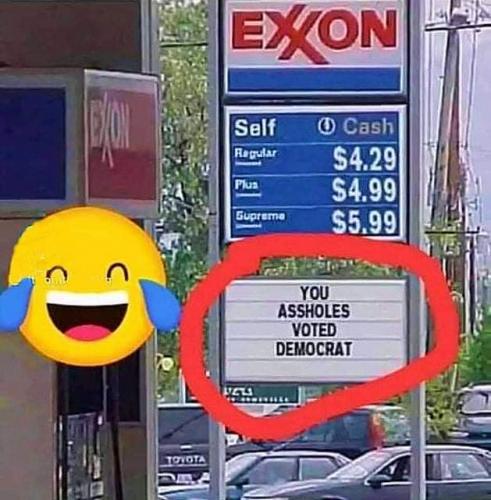 EXXON
EXXON
Self Cash
Regular $4.29
Plus $4.99
Supreme $5.99
YOU
ASSHOLES
VOTED
DEMOCRAT
TOYOTA